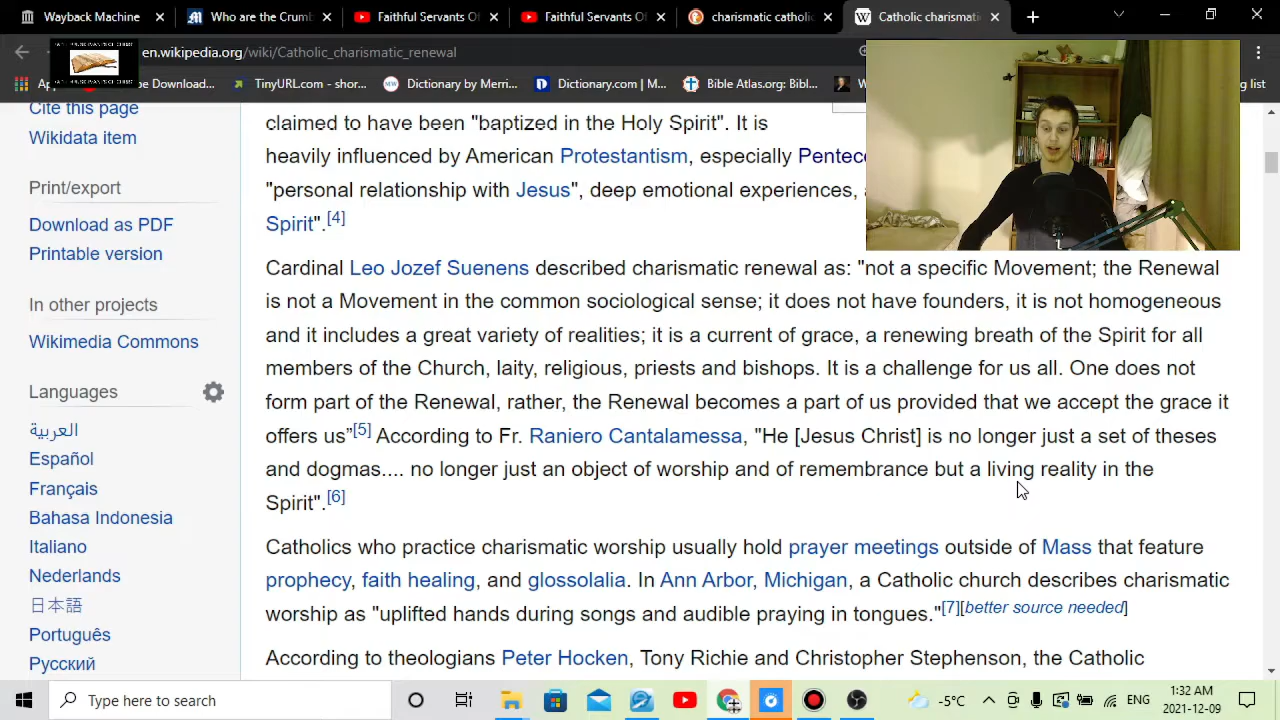 Wayback Machine
Who are the Crumb
Faithful Servants Of
Faithful Servants Of
charismatic catholic
Catholic charismatic
en.wikipedia.org/wiki/Catholic_charismatic_renewal
Download...
TinyURL.com - shor...
Dictionary by Merri...
Dictionary.com | M...
Bible Atlas.org: Bibl...
ng list
Cite this page
Wikidata item
Print/export
Download as PDF
Printable version
In other projects
Wikimedia Commons
Languages
العربية
Español
Français
Bahasa Indonesia
Italiano
Nederlands
日本語
Português
Русский
claimed to have been "baptized in the Holy Spirit". It is
heavily influenced by American Protestantism, especially Pentec
"personal relationship with Jesus", deep emotional experiences,
Spirit".[4]
Cardinal Leo Jozef Suenens described charismatic renewal as: "not a specific Movement; the Renewal
is not a Movement in the common sociological sense; it does not have founders, it is not homogeneous
and it includes a great variety of realities; it is a current of grace, a renewing breath of the Spirit for all
members of the Church, laity, religious, priests and bishops. It is a challenge for us all. One does not
form part of the Renewal, rather, the Renewal becomes a part of us provided that we accept the grace it
offers us”[5] According to Fr. Raniero Cantalamessa, "He [Jesus Christ] is no longer just a set of theses
and dogmas.... no longer just an object of worship and of remembrance but a living reality in the
Spirit".[6]
Catholics who practice charismatic worship usually hold prayer meetings outside of Mass that feature
prophecy, faith healing, and glossolalia. In Ann Arbor, Michigan, a Catholic church describes charismatic
worship as "uplifted hands during songs and audible praying in tongues."[7][better source needed]
According to theologians Peter Hocken, Tony Richie and Christopher Stephenson, the Catholic
Type here to search
-5°C
ENG
1:32 AM
2021-12-09